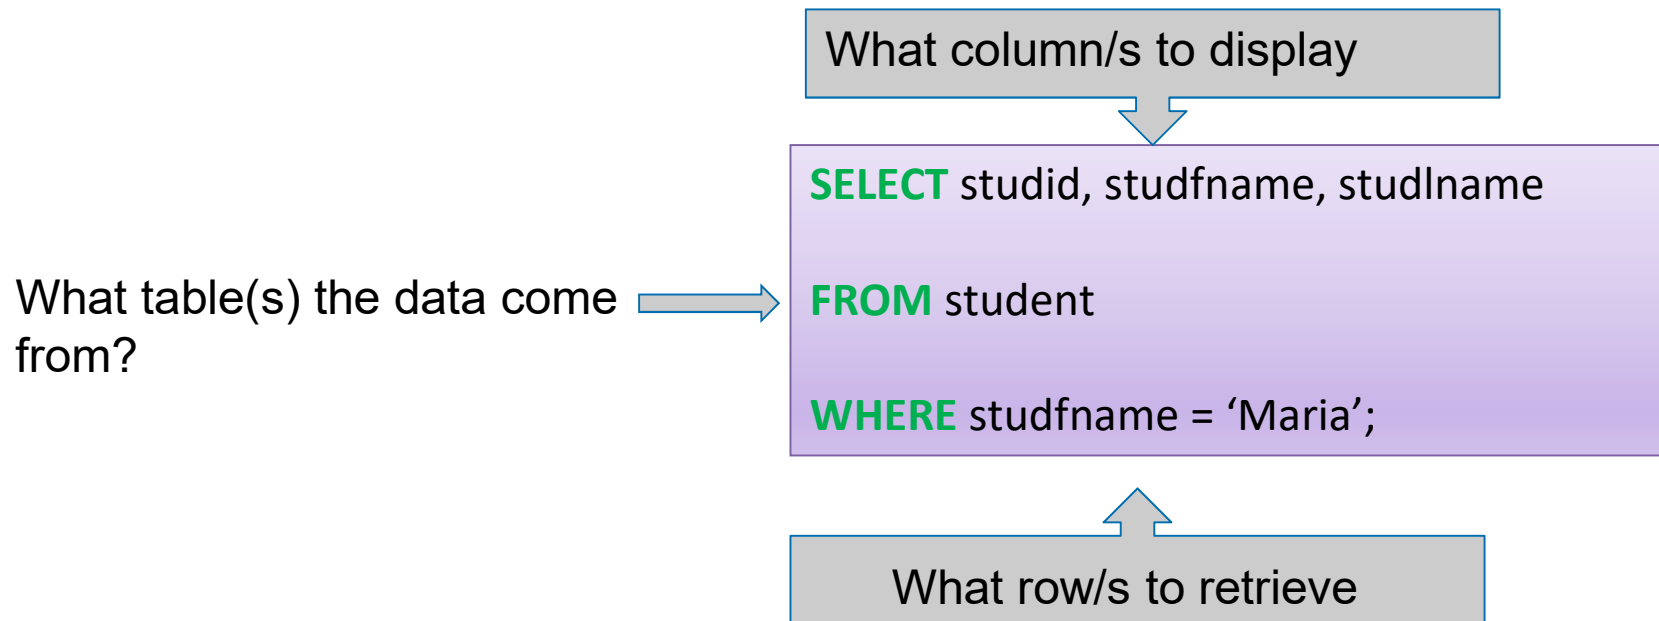 What column/s to display
SELECT studid, studfname, studlname
What table(s) the data come
from?
FROM student
WHERE studfname = ‘Maria’;
What row/s to retrieve